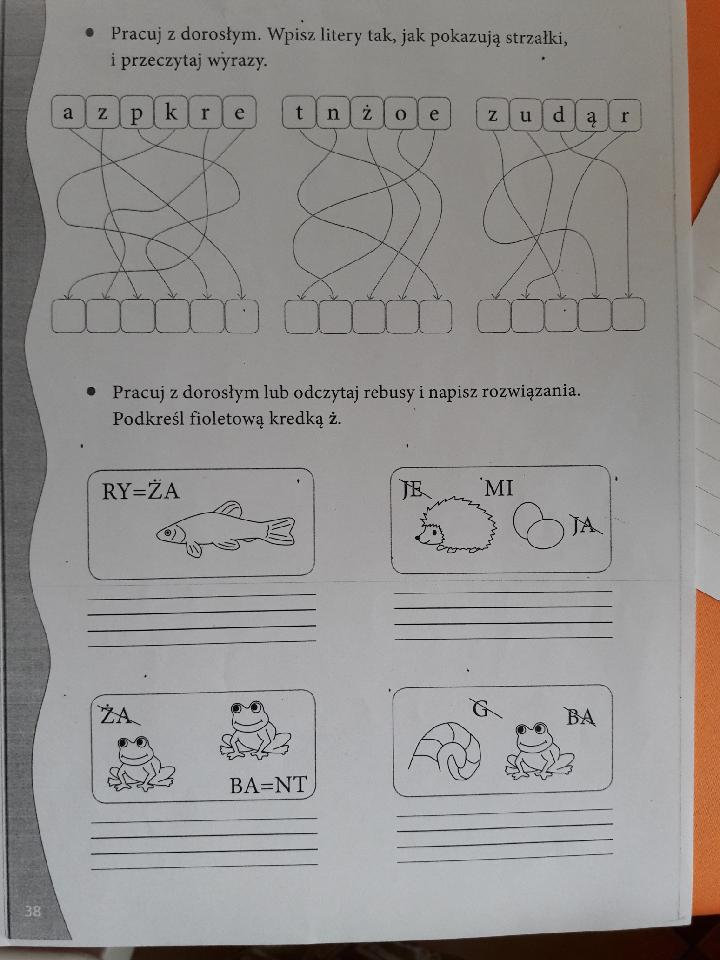 • Pracuj z dorosłym. Wpisz litery tak, jak pokazują strzałki,
i przeczytaj wyrazy.
a z p k r e
t n ż o e
z u d ą r
• Pracuj z dorosłym lub odczytaj rebusy i napisz rozwiązania.
Podkreśl fioletową kredką ż.
RY=ŻA
JE MI JA
ŻA
BA=NT
G BA
38